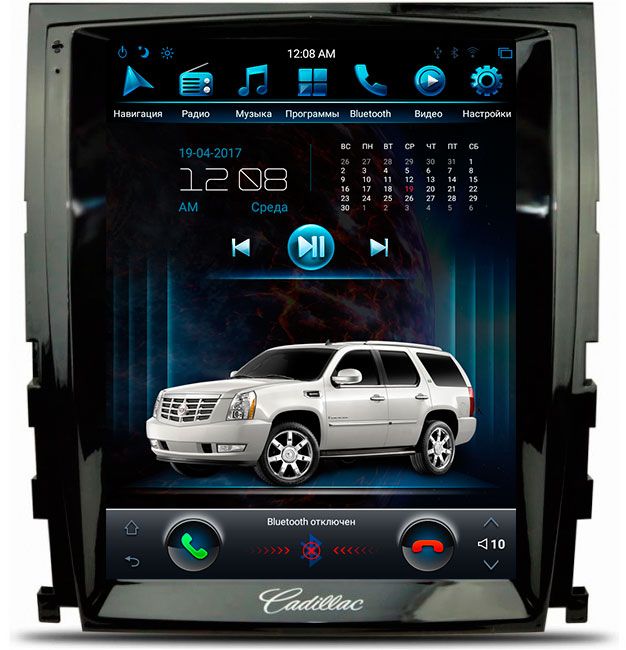 12:08 AM
Навигация Радио Музыка Программы Bluetooth Видео Настройки
19-04-2017
12 08
AM Среда
ВС ПН ВТ СР ЧТ ПТ СБ
26 27 28 29 30 31 1
2 3 4 5 6 7 8
9 10 11 12 13 14 15
16 17 18 19 20 21 22
23 24 25 26 27 28 29
30 1 2 3 4 5 6
Bluetooth отключен
10
Cadillac